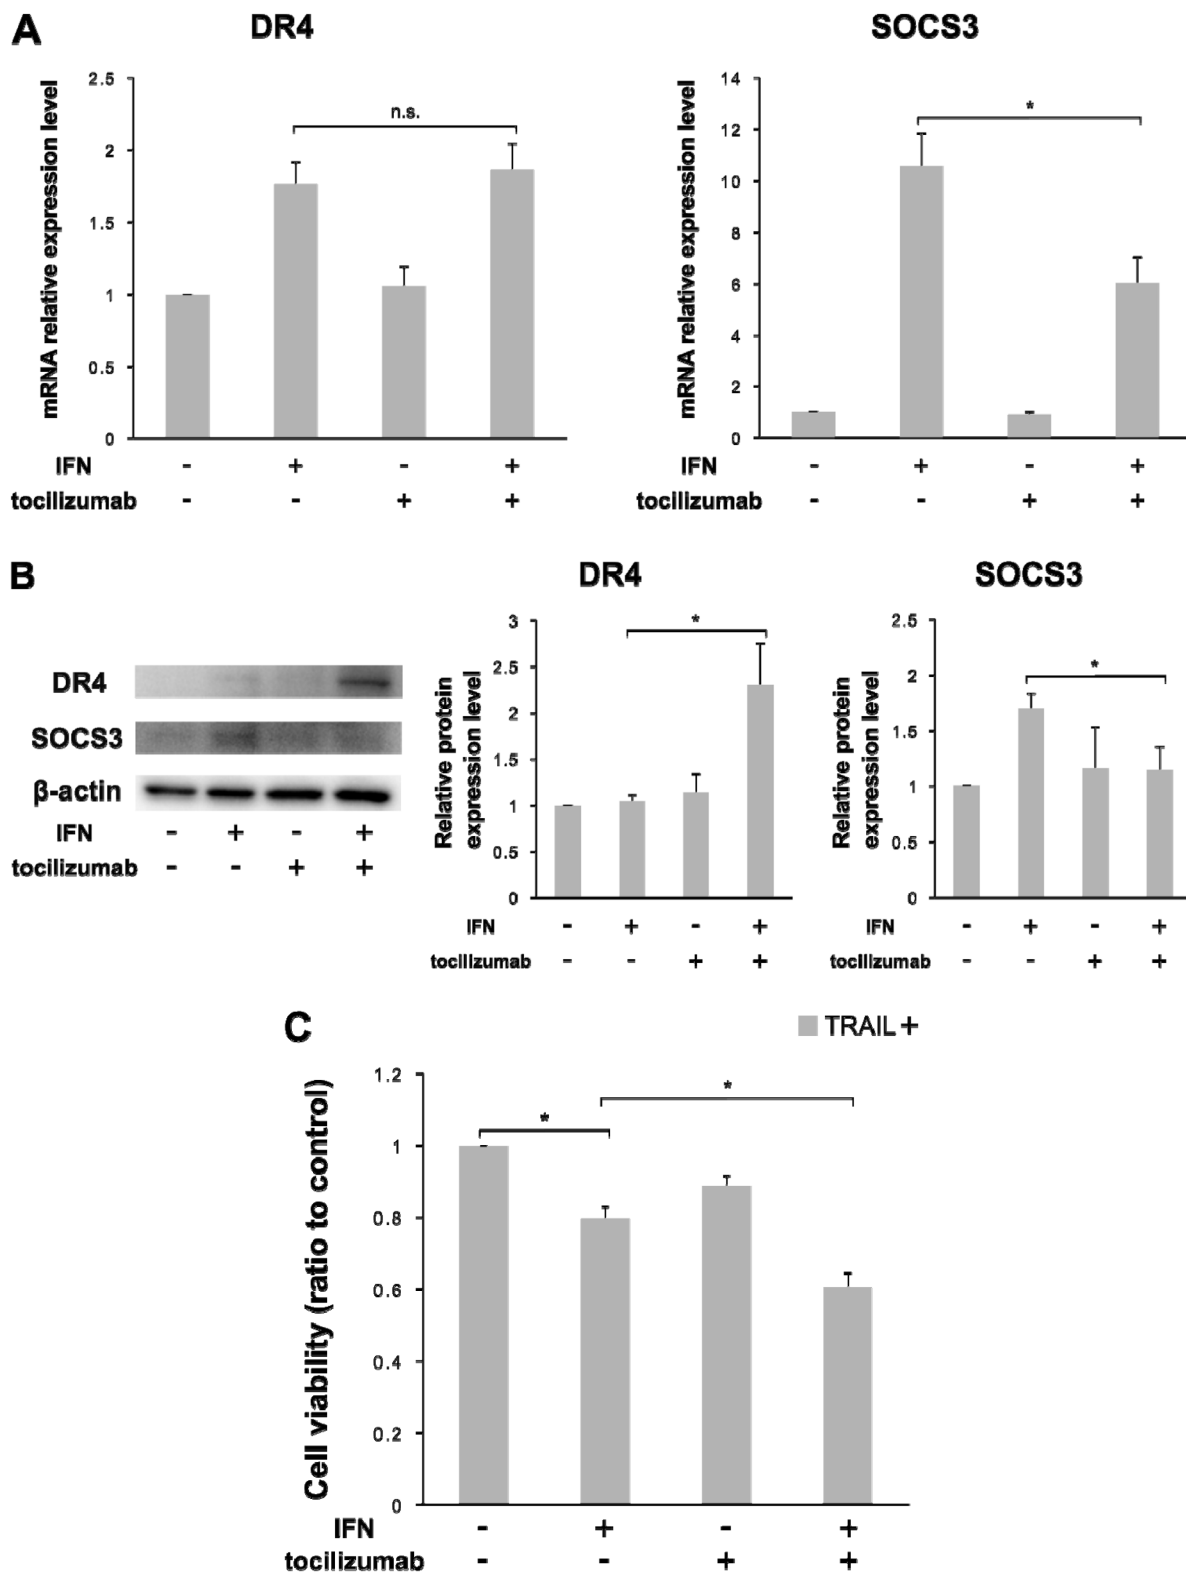 A
DR4
SOCS3
mRNA relative expression level
2.5
2
1.5
1
0.5
0
n.s.
IFN - + - +
tocilizumab - - + +
mRNA relative expression level
14
12
10
8
6
4
2
0
*
IFN - + - +
tocilizumab - - + +
B
DR4
SOCS3
β-actin
IFN - + - +
tocilizumab - - + +
DR4
Relative protein
expression level
3
2.5
2
1.5
1
0.5
0
*
IFN - + - +
tocilizumab - - + +
SOCS3
Relative protein
expression level
2.5
2
1.5
1
0.5
0
*
IFN - + - +
tocilizumab - - + +
C
TRAIL +
Cell viability (ratio to control)
1.2
1
0.8
0.6
0.4
0.2
0
*
*
IFN - + - +
tocilizumab - - + +